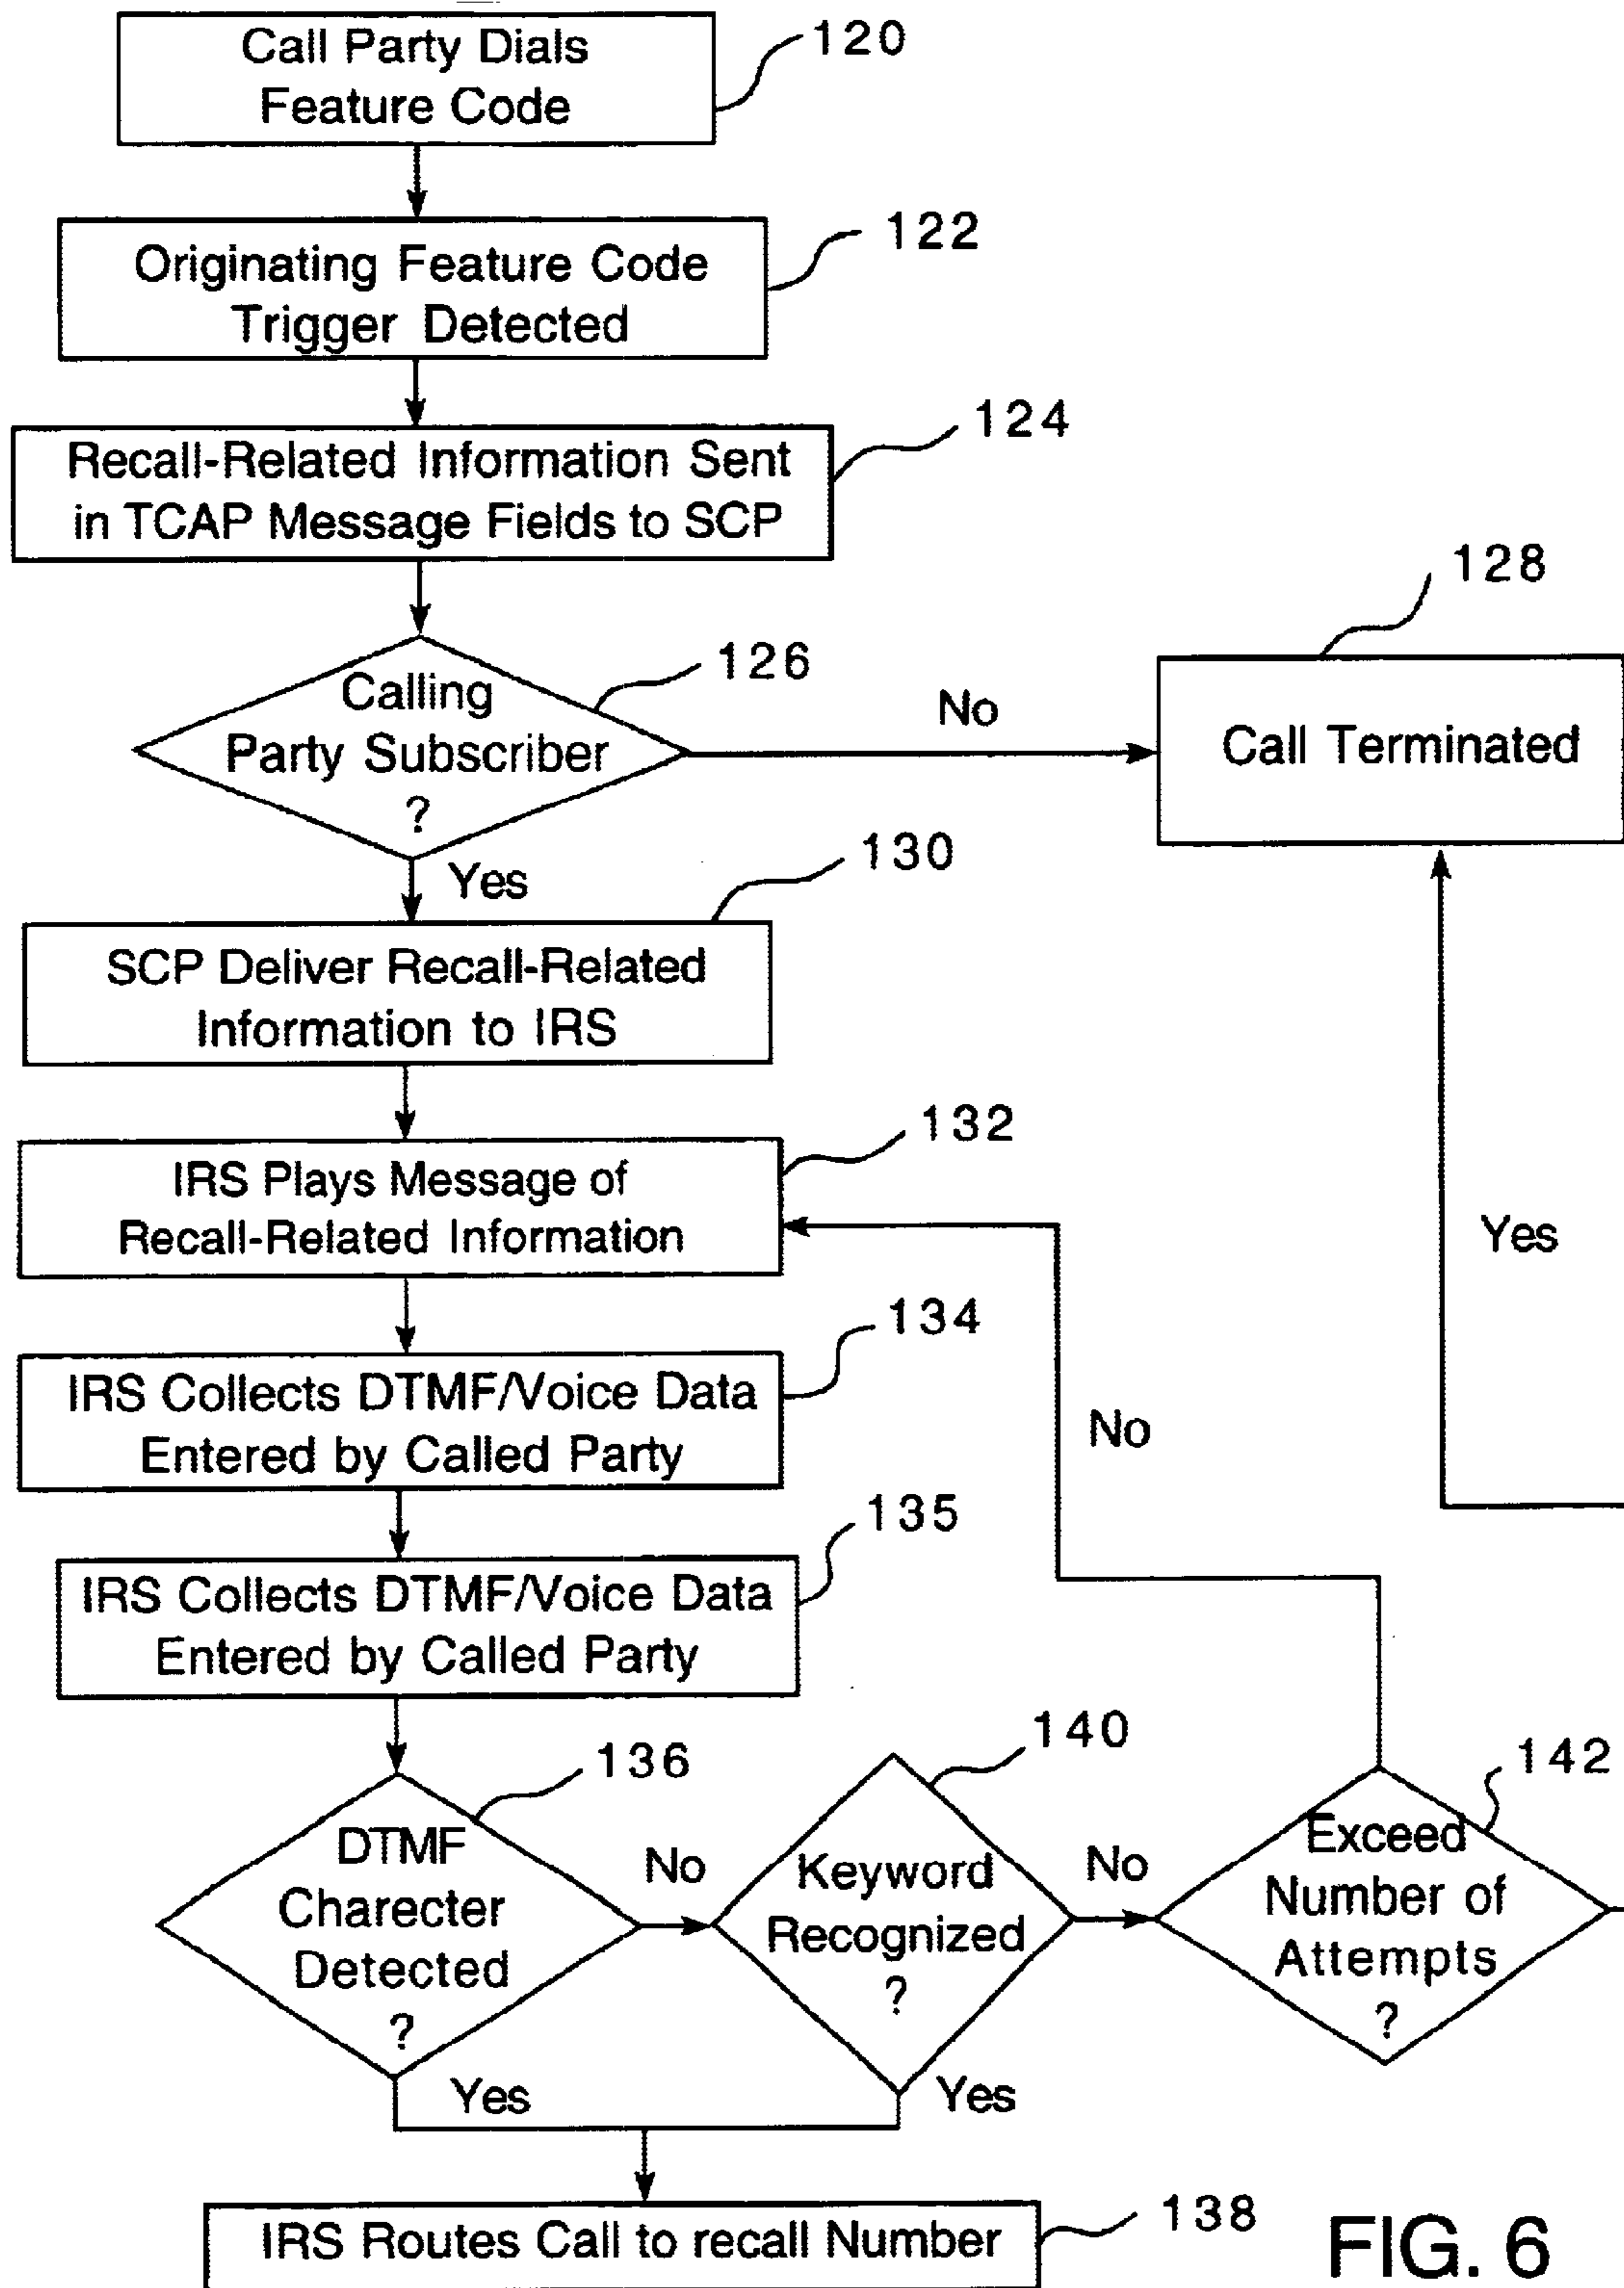 Call Party Dials
Feature Code
120
Originating Feature Code
Trigger Detected
122
Recall-Related Information Sent
in TCAP Message Fields to SCP
124
Calling
Party Subscriber
?
126
No
Call Terminated
128
Yes
SCP Deliver Recall-Related
Information to IRS
130
IRS Plays Message of
Recall-Related Information
132
Yes
IRS Collects DTMF/Voice Data
Entered by Called Party
134
No
IRS Collects DTMF/Voice Data
Entered by Called Party
135
DTMF
Charecter
Detected
?
136
No
Keyword
Recognized
?
140
No
Exceed
Number of
Attempts
?
142
Yes
Yes
IRS Routes Call to recall Number
138
FIG. 6